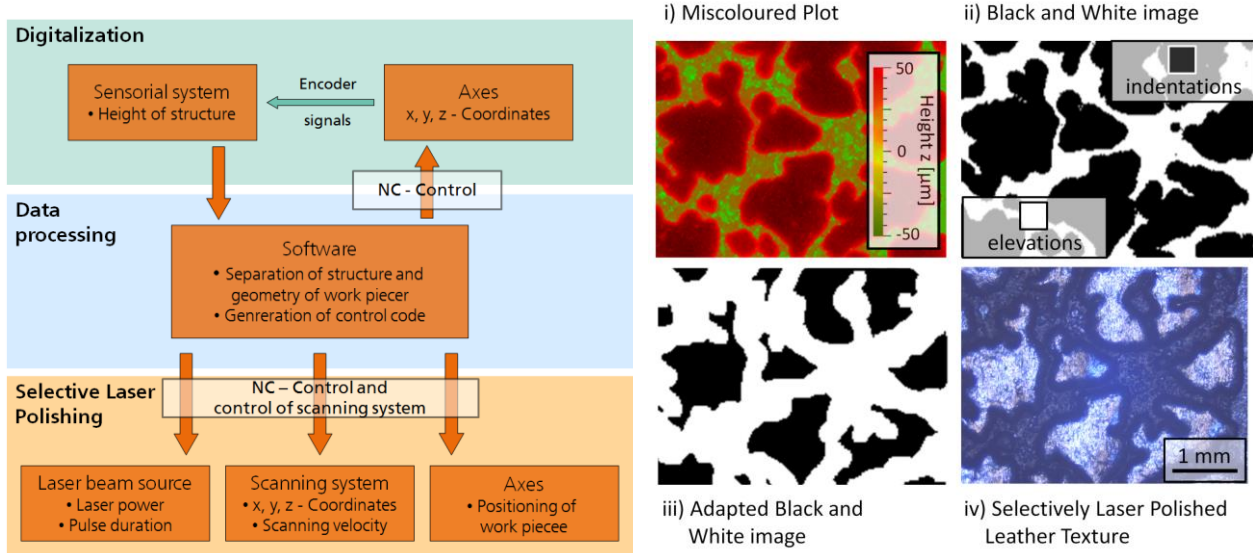 Digitalization
Sensorial system
• Height of structure
Encoder
signals
Axes
x, y, z - Coordinates
NC - Control
Data
processing
Software
• Separation of structure and
geometry of work piecer
• Genreration of control code
NC – Control and
control of scanning system
Selective Laser
Polishing
Laser beam source
• Laser power
• Pulse duration
Scanning system
• x, y, z - Coordinates
• Scanning velocity
Axes
• Positioning of
work piecee
i) Miscoloured Plot
50
0
-50
Height z [µm]
ii) Black and White image
indentations
elevations
iii) Adapted Black and
White image
1 mm
iv) Selectively Laser Polished
Leather Texture